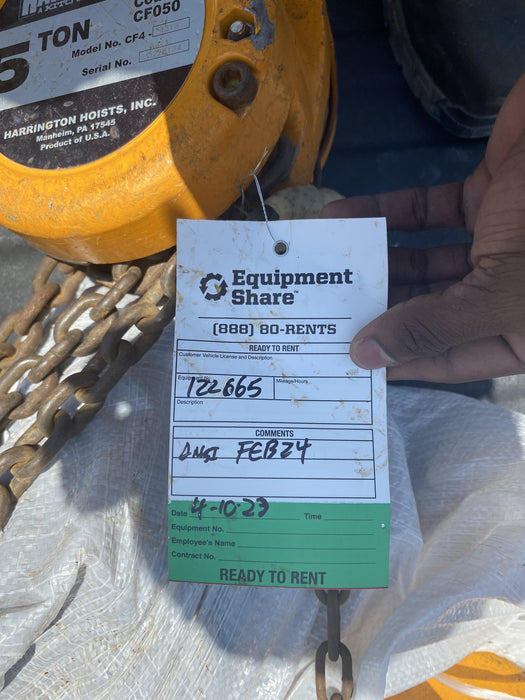 CF050
5 TON
Model No. CF4 -
Serial No.
HARRINGTON HOISTS, INC.
Manheim, PA 17545
Product of U.S.A.
Equipment
Share™
(888) 80-RENTS
READY TO RENT
Customer Vehicle License and Description
Equipment No. 122665 Mileage/Hours
Description
COMMENTS
ANSI FEB24
Date 4-10-23 Time
Equipment No.
Employee's Name
Contract No.
READY TO RENT